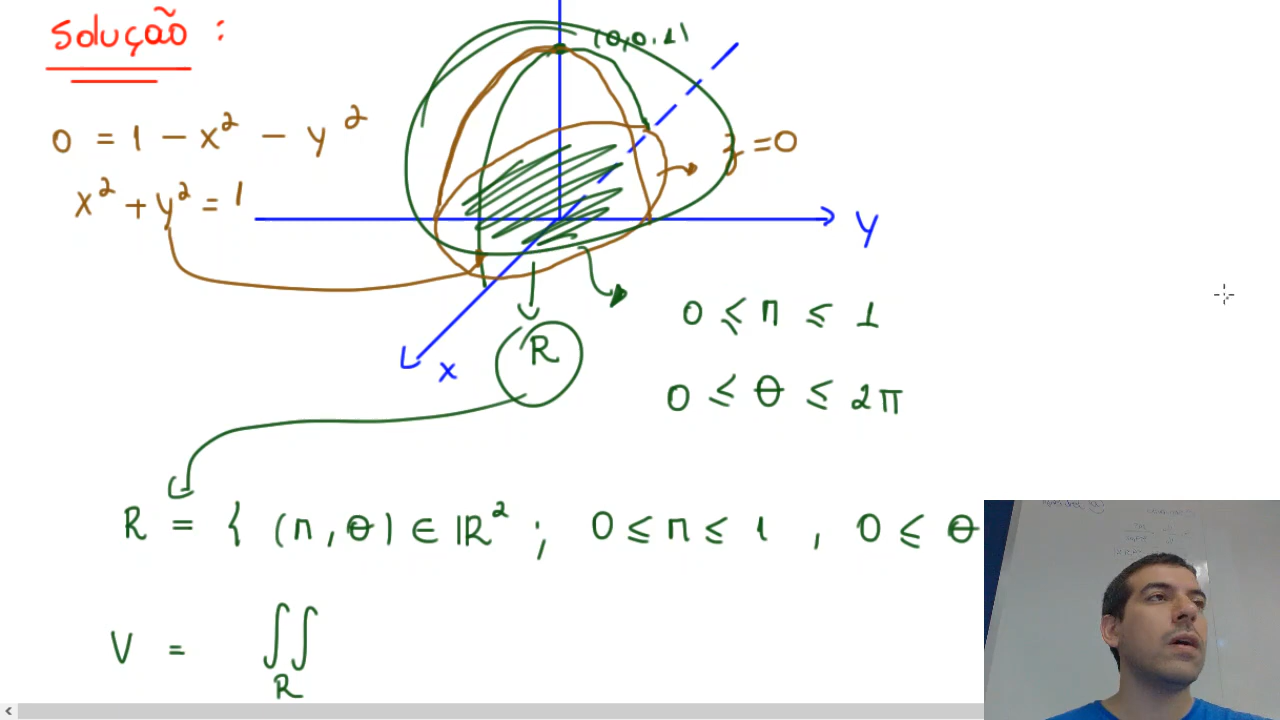 Solução :
(0,0,1)
0 = 1 - x² - y²
z = 0
x² + y² = 1
y
x
0 ≤ r ≤ 1
R
0 ≤ θ ≤ 2π
R = { (r, θ) ∈ ℝ² ; 0 ≤ r ≤ 1 , 0 ≤ θ
V = ∬
R